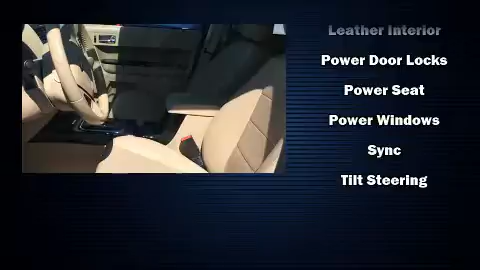 Leather Interior
Power Door Locks
Power Seat
Power Windows
Sync
Tilt Steering